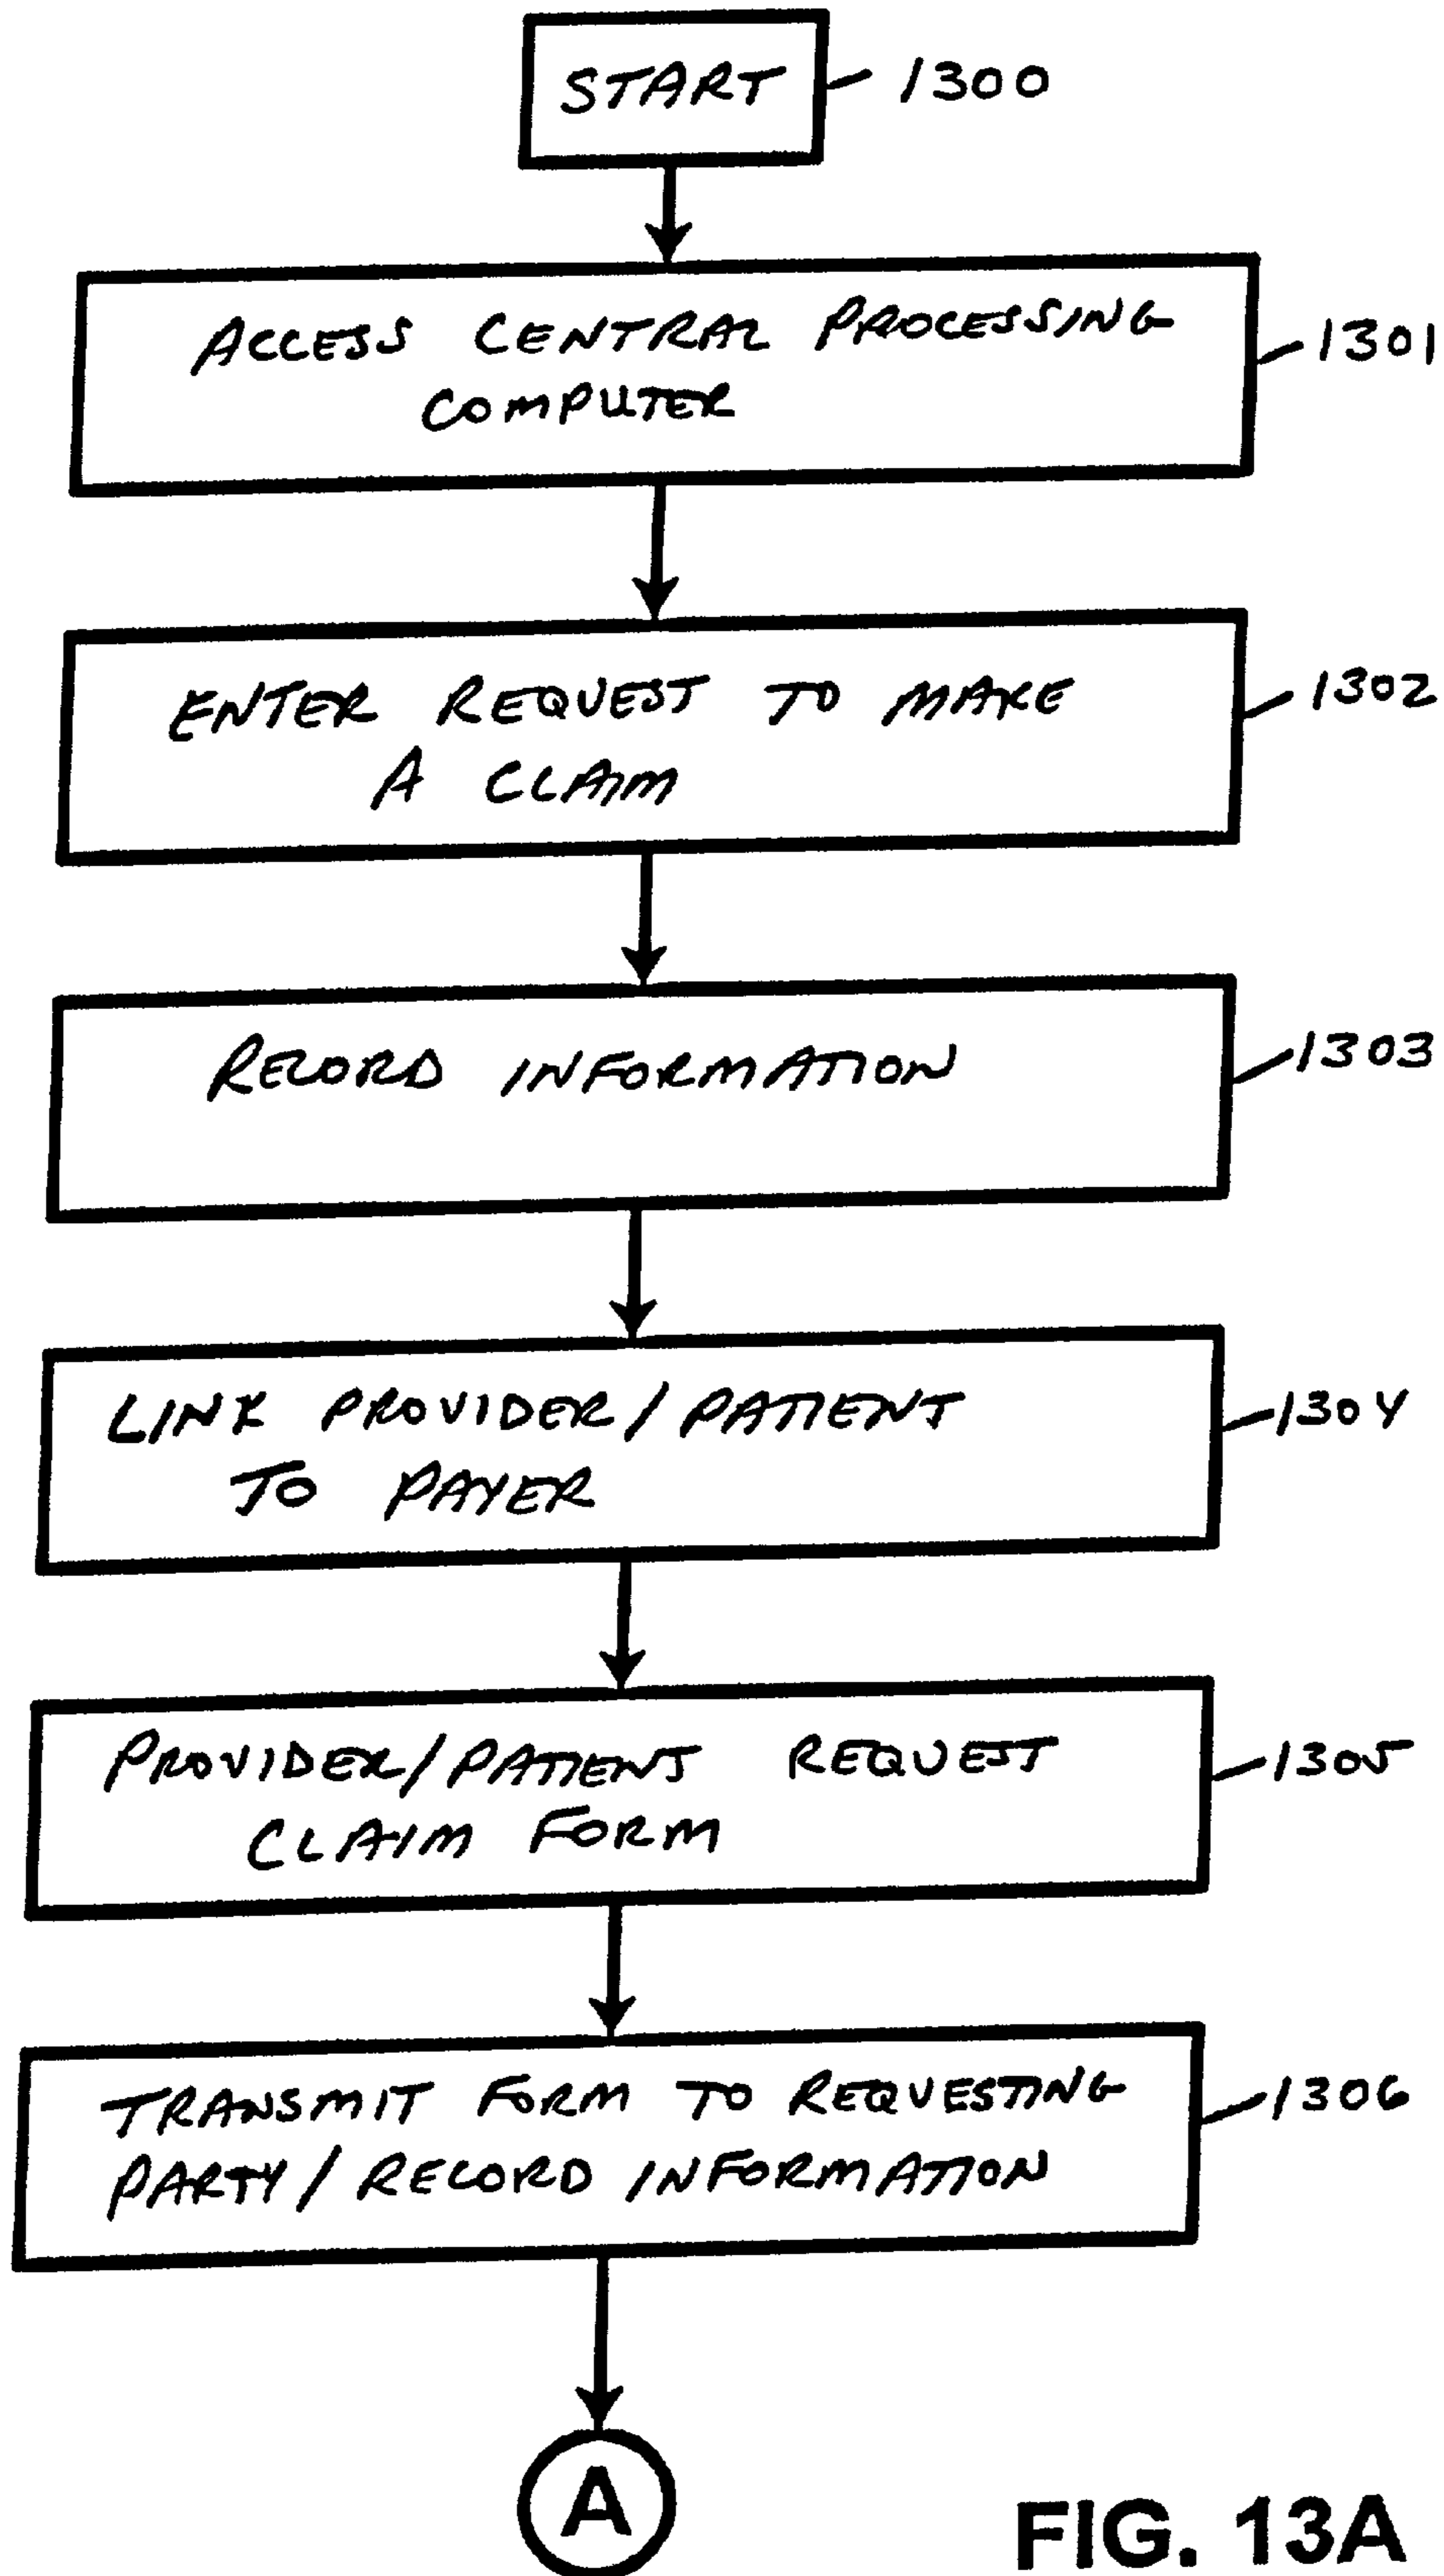 START 1300
ACCESS CENTRAL PROCESSING
COMPUTER
1301
ENTER REQUEST TO MAKE
A CLAIM
1302
RECORD INFORMATION
1303
LINK PROVIDER/PATIENT
TO PAYER
1304
PROVIDER/PATIENT REQUEST
CLAIM FORM
1305
TRANSMIT FORM TO REQUESTING
PARTY/RECORD INFORMATION
1306
A
FIG. 13A